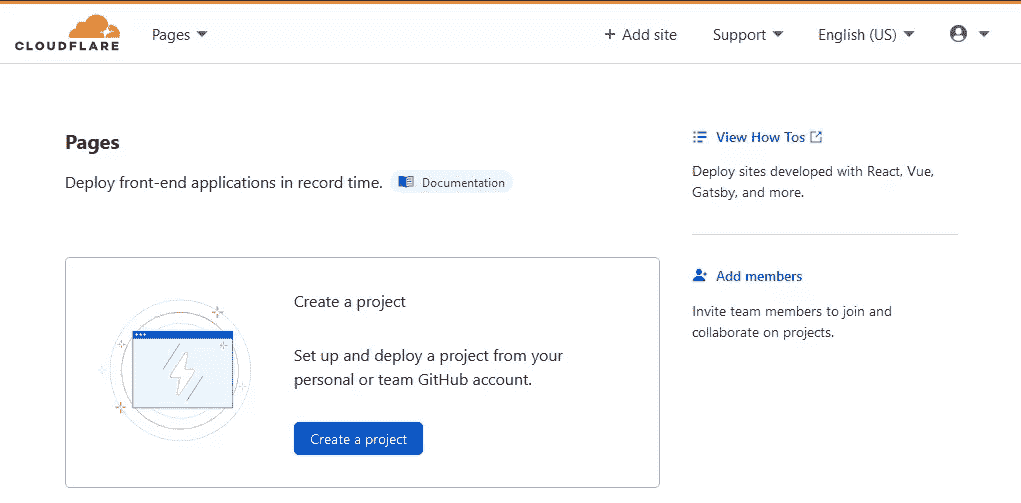 CLOUDFLARE
Pages
+ Add site
Support
English (US)
Pages
Deploy front-end applications in record time.
Documentation
Create a project
Set up and deploy a project from your
personal or team GitHub account.
Create a project
View How Tos
Deploy sites developed with React, Vue,
Gatsby, and more.
Add members
Invite team members to join and
collaborate on projects.